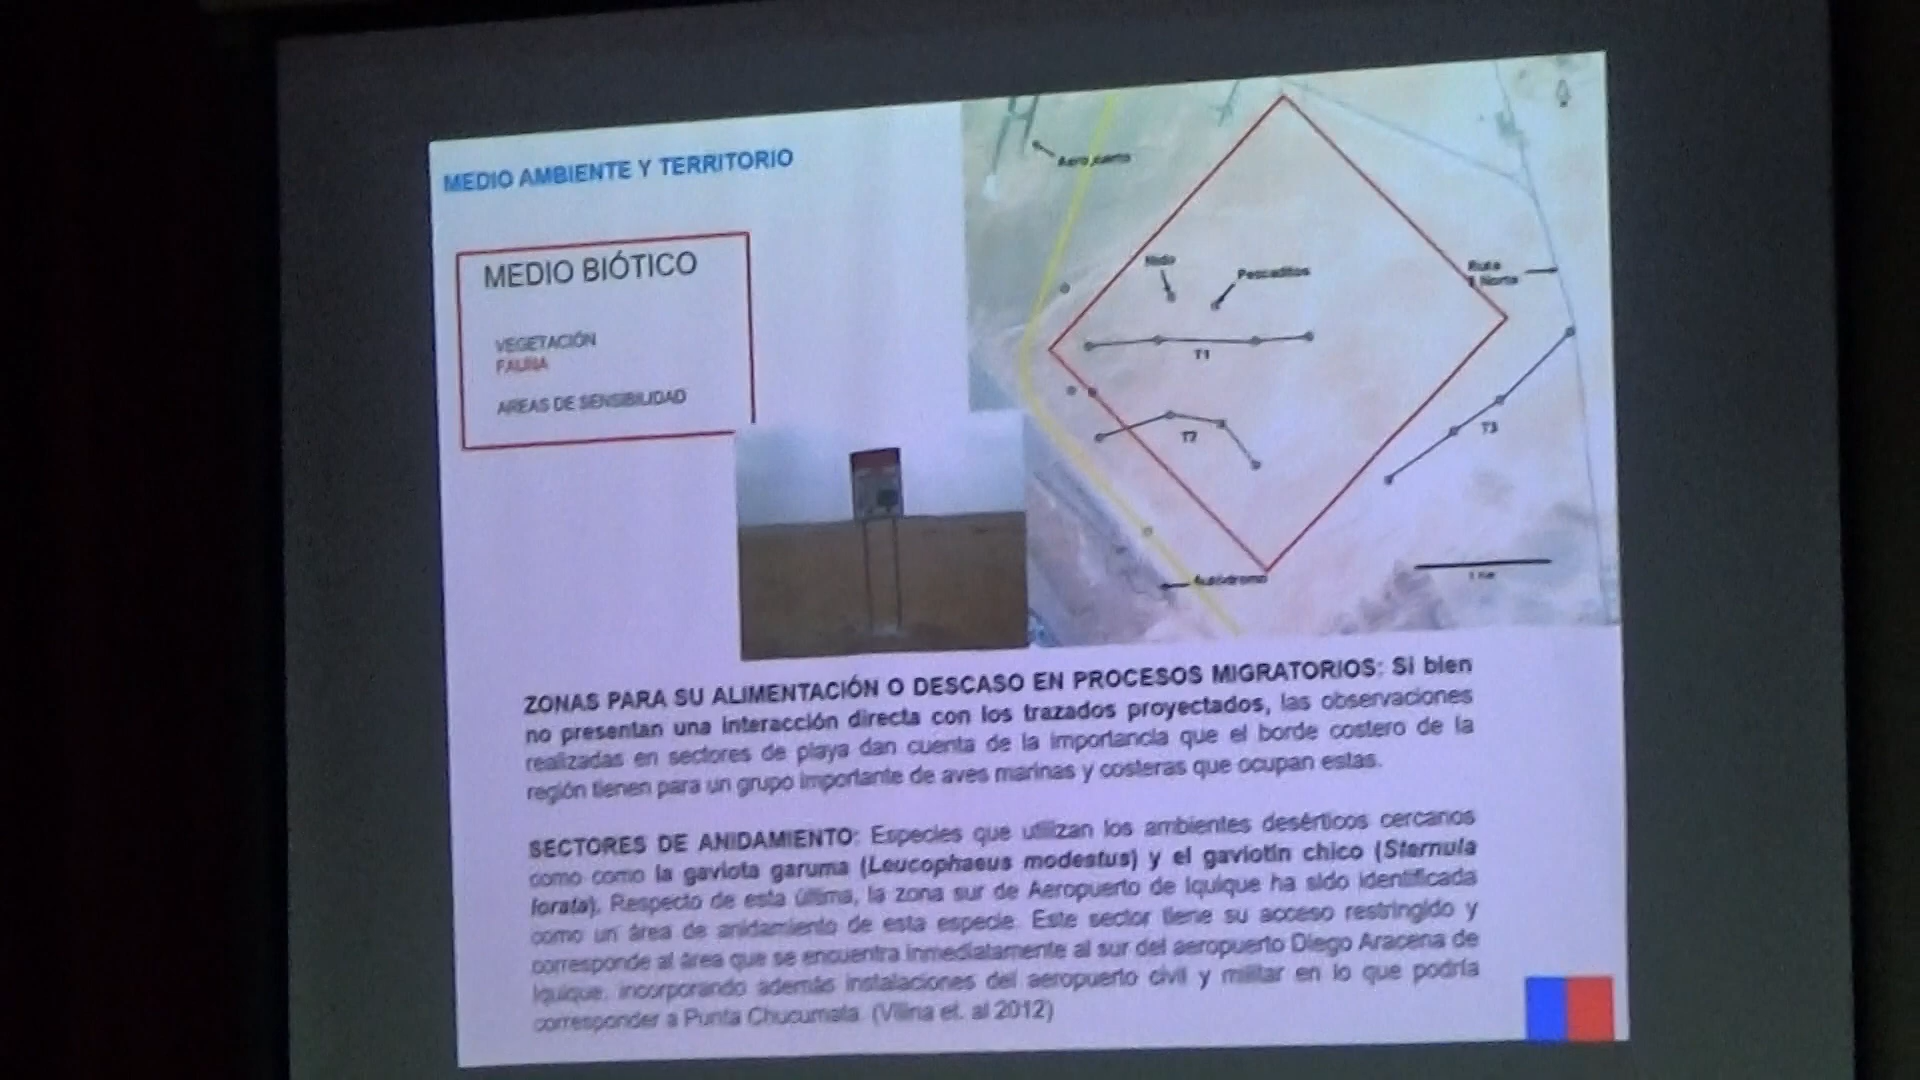 MEDIO AMBIENTE Y TERRITORIO
MEDIO BIÓTICO
VEGETACIÓN
FAUNA
AREAS DE SENSIBILIDAD
Aeropuerto
Nido
Pescaditos
Ruta
1 Norte
T1
T2
T3
Autódromo
1 Km
ZONAS PARA SU ALIMENTACIÓN O DESCASO EN PROCESOS MIGRATORIOS: Si bien
no presentan una interacción directa con los trazados proyectados, las observaciones
realizadas en sectores de playa dan cuenta de la importancia que el borde costero de la
región tienen para un grupo importante de aves marinas y costeras que ocupan estas.
SECTORES DE ANIDAMIENTO: Especies que utilizan los ambientes desérticos cercanos
como como la gaviota garuma (Leucophaeus modestus) y el gaviotín chico (Sternula
lorata). Respecto de esta última, la zona sur de Aeropuerto de Iquique ha sido identificada
como un área de anidamiento de esta especie. Este sector tiene su acceso restringido y
corresponde al área que se encuentra inmediatamente al sur del aeropuerto Diego Aracena de
Iquique, incorporando además instalaciones del aeropuerto civil y militar en lo que podría
corresponder a Punta Chucumata. (Vilina et. al 2012)